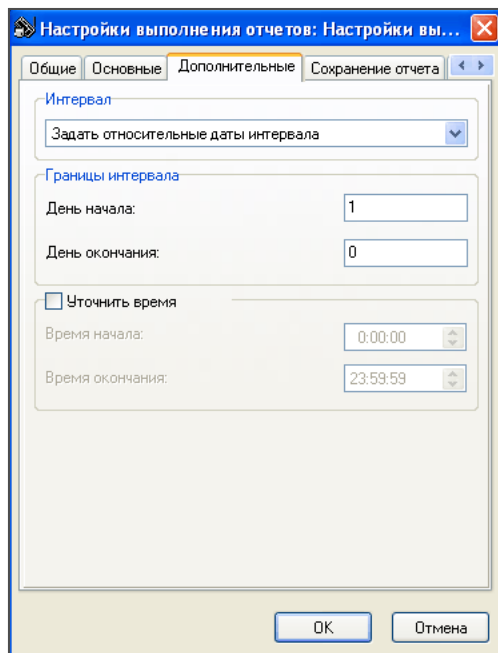 Настройки выполнения отчетов: Настройки вы...
Общие Основные Дополнительные Сохранение отчета
Интервал
Задать относительные даты интервала
Границы интервала
День начала: 1
День окончания: 0
Уточнить время
Время начала: 0:00:00
Время окончания: 23:59:59
OK Отмена